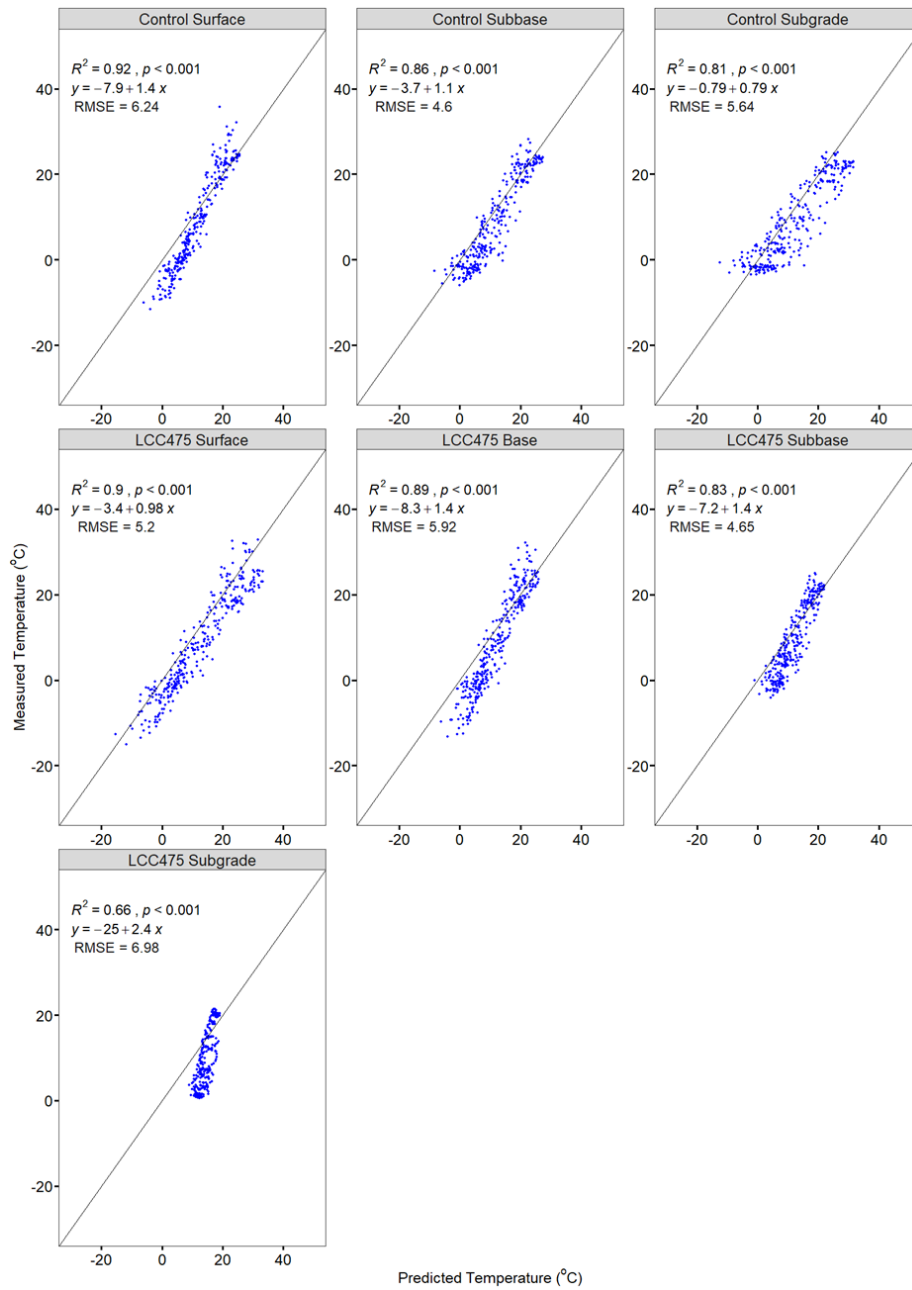 Control Surface
Control Subbase
Control Subgrade
R² = 0.92 , p < 0.001
y = −7.9 + 1.4 x
RMSE = 6.24
R² = 0.86 , p < 0.001
y = −3.7 + 1.1 x
RMSE = 4.6
R² = 0.81 , p < 0.001
y = −0.79 + 0.79 x
RMSE = 5.64
40
20
0
-20
40
20
0
-20
40
20
0
-20
-20 0 20 40
-20 0 20 40
-20 0 20 40
LCC475 Surface
LCC475 Base
LCC475 Subbase
R² = 0.9 , p < 0.001
y = −3.4 + 0.98 x
RMSE = 5.2
R² = 0.89 , p < 0.001
y = −8.3 + 1.4 x
RMSE = 5.92
R² = 0.83 , p < 0.001
y = −7.2 + 1.4 x
RMSE = 4.65
Measured Temperature (°C)
40
20
0
-20
40
20
0
-20
40
20
0
-20
-20 0 20 40
-20 0 20 40
-20 0 20 40
LCC475 Subgrade
R² = 0.66 , p < 0.001
y = −25 + 2.4 x
RMSE = 6.98
40
20
0
-20
-20 0 20 40
Predicted Temperature (°C)